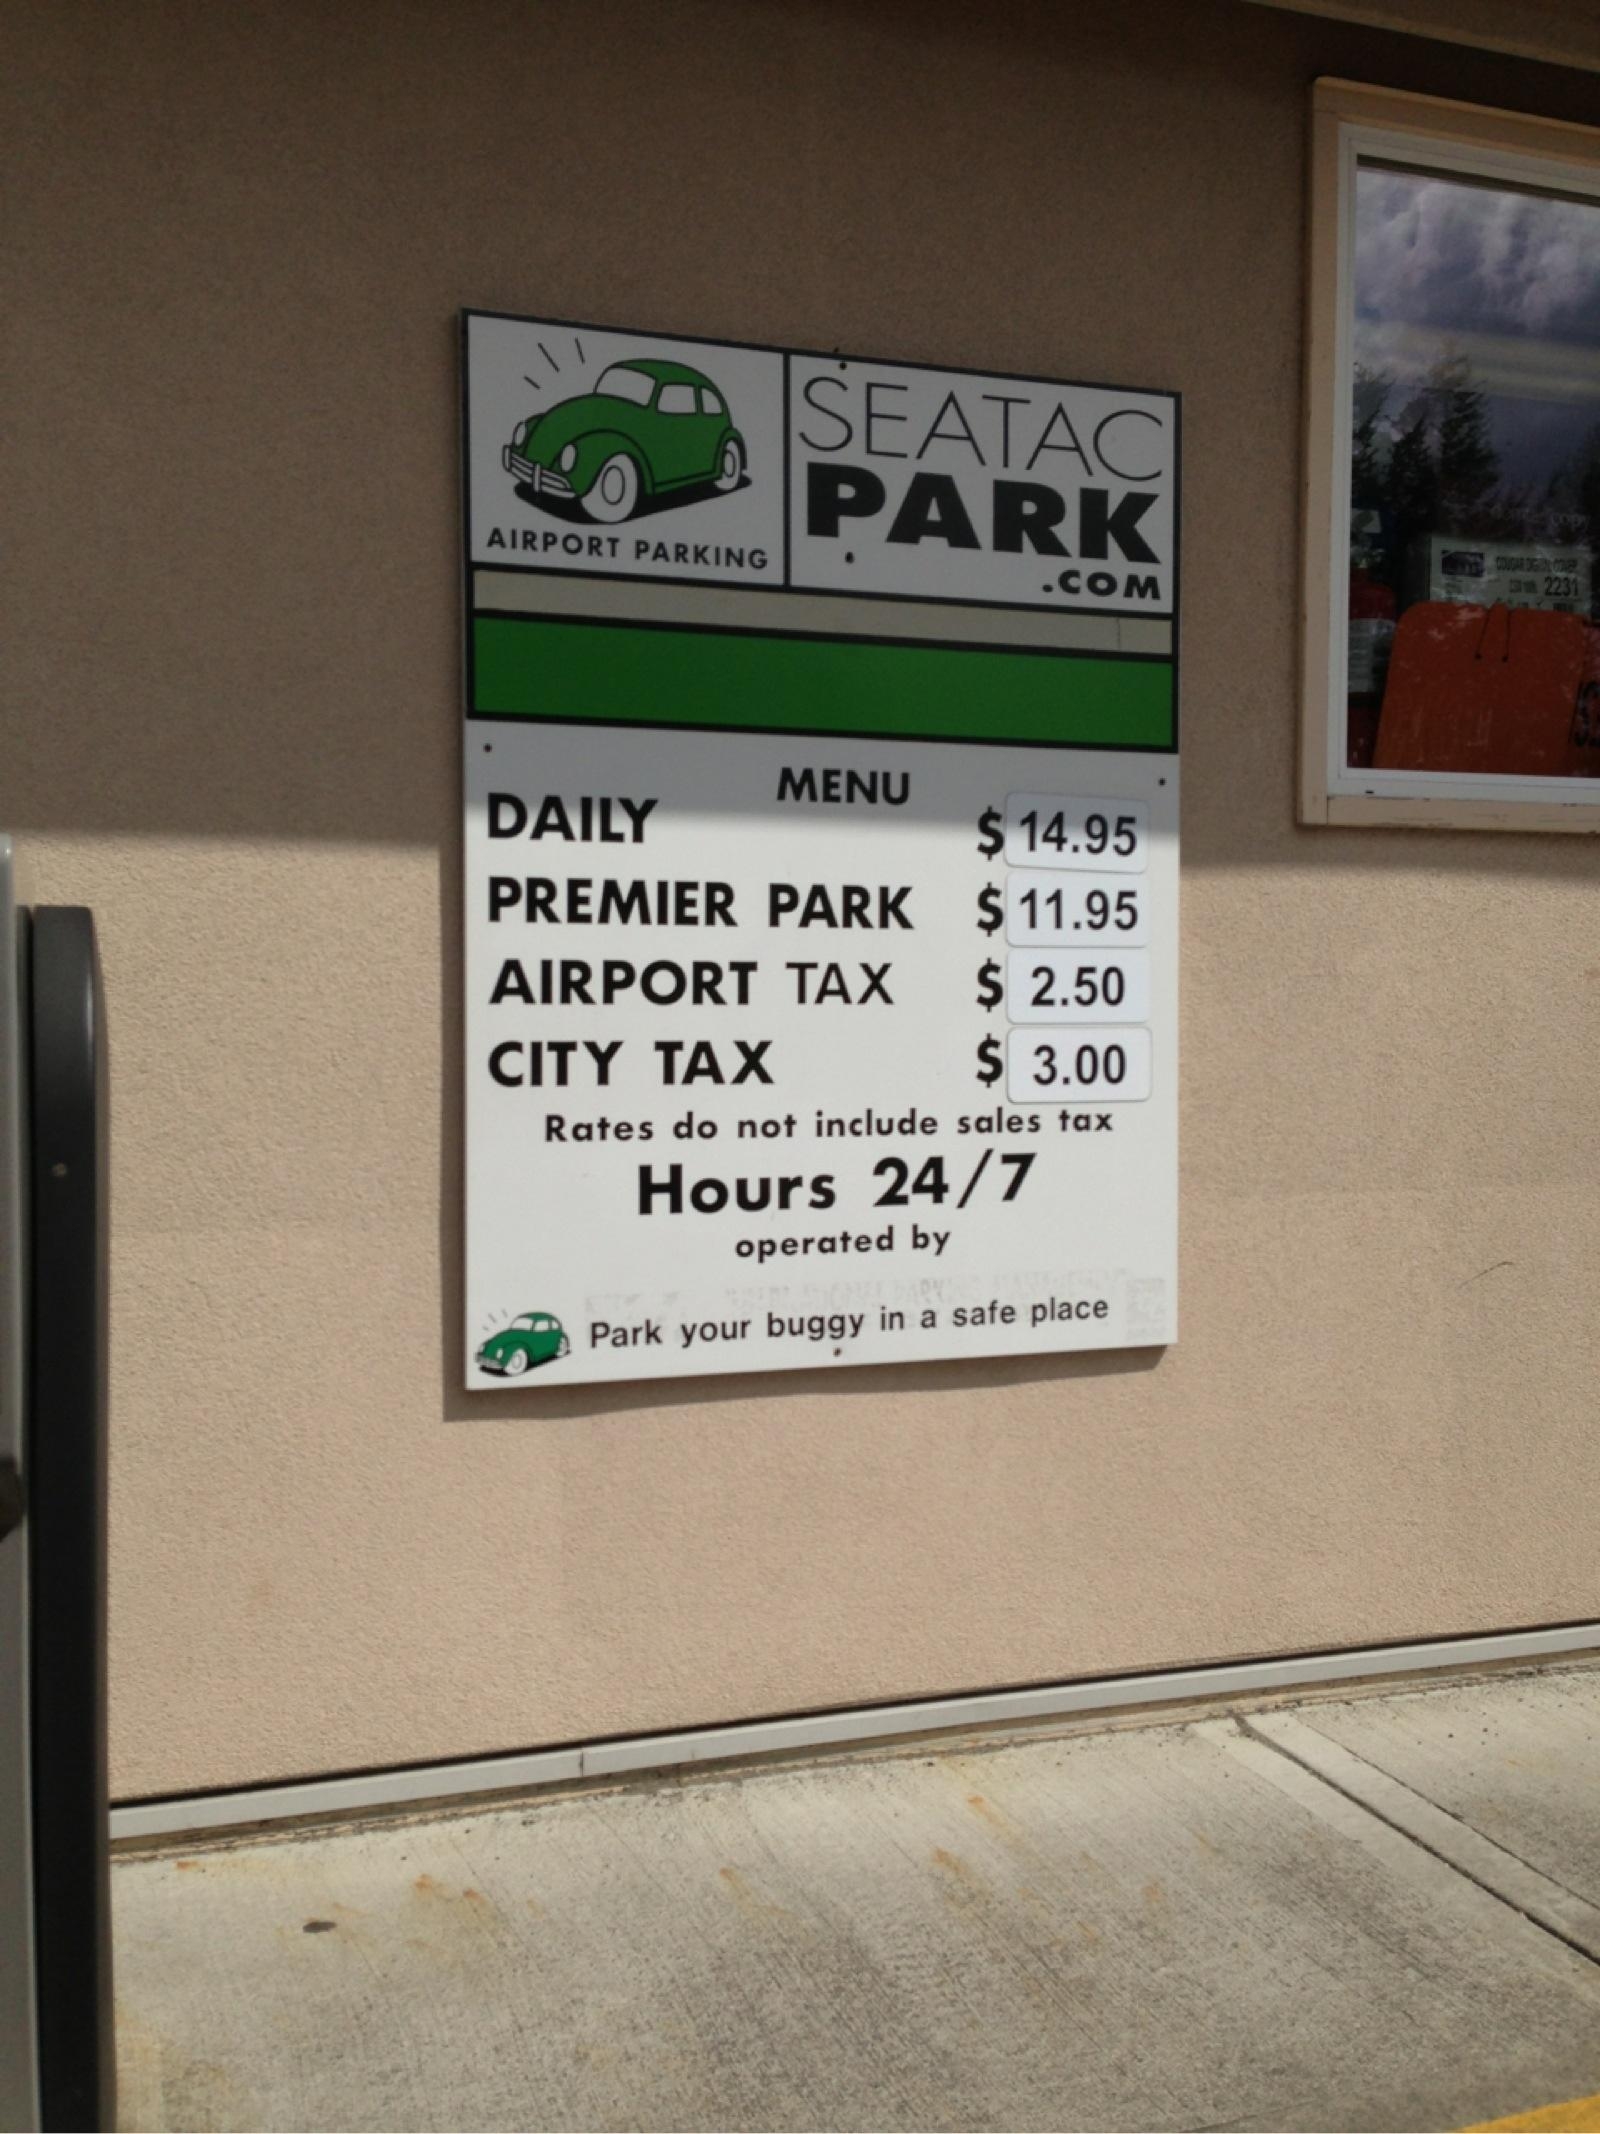 SEATAC
PARK
.COM
AIRPORT PARKING
MENU
DAILY $ 14.95
PREMIER PARK $ 11.95
AIRPORT TAX $ 2.50
CITY TAX $ 3.00
Rates do not include sales tax
Hours 24/7
operated by
Park your buggy in a safe place
2231